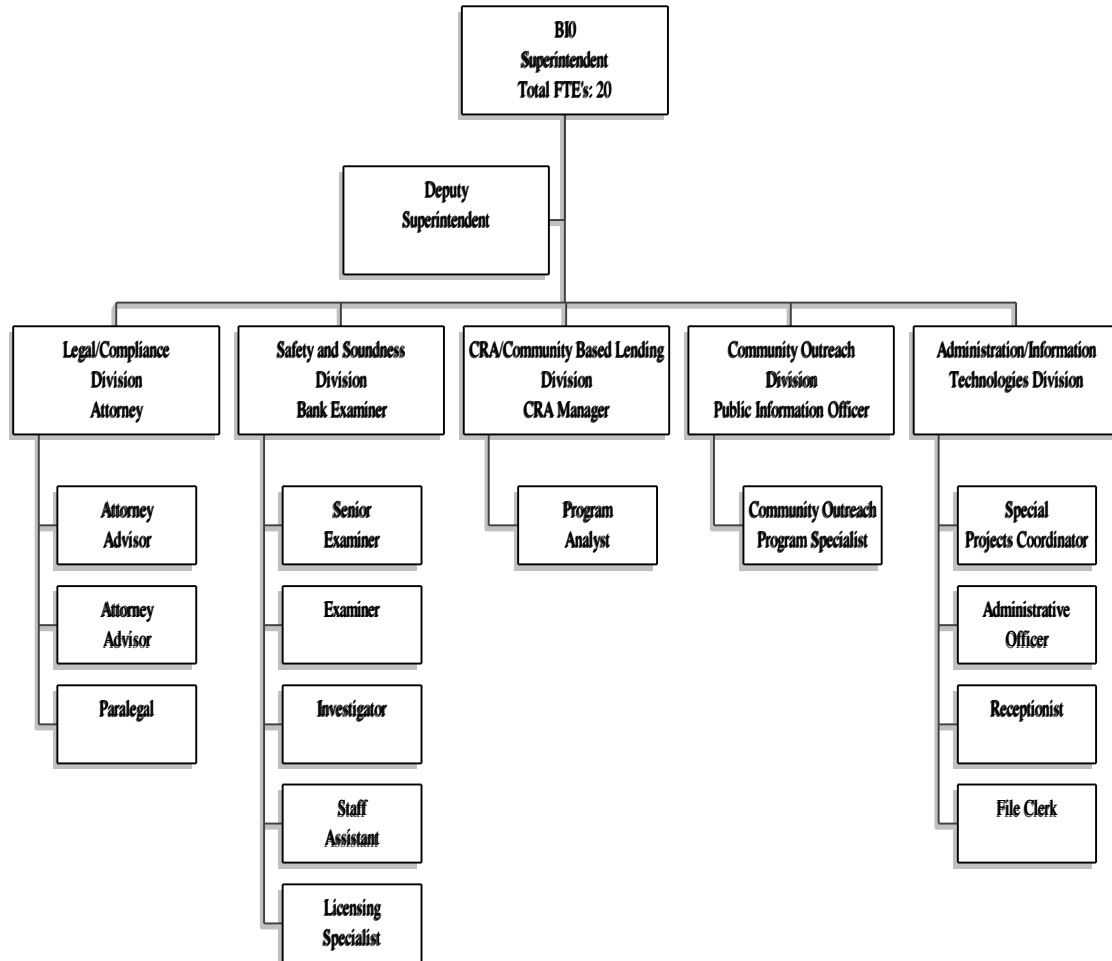 BI0
Superintendent
Total FTE's: 20
Deputy
Superintendent
Legal/Compliance
Division
Attorney
Safety and Soundness
Division
Bank Examiner
CRA/Community Based Lending
Division
CRA Manager
Community Outreach
Division
Public Information Officer
Administration/Information
Technologies Division
Attorney
Advisor
Attorney
Advisor
Paralegal
Senior
Examiner
Examiner
Investigator
Staff
Assistant
Licensing
Specialist
Program
Analyst
Community Outreach
Program Specialist
Special
Projects Coordinator
Administrative
Officer
Receptionist
File Clerk